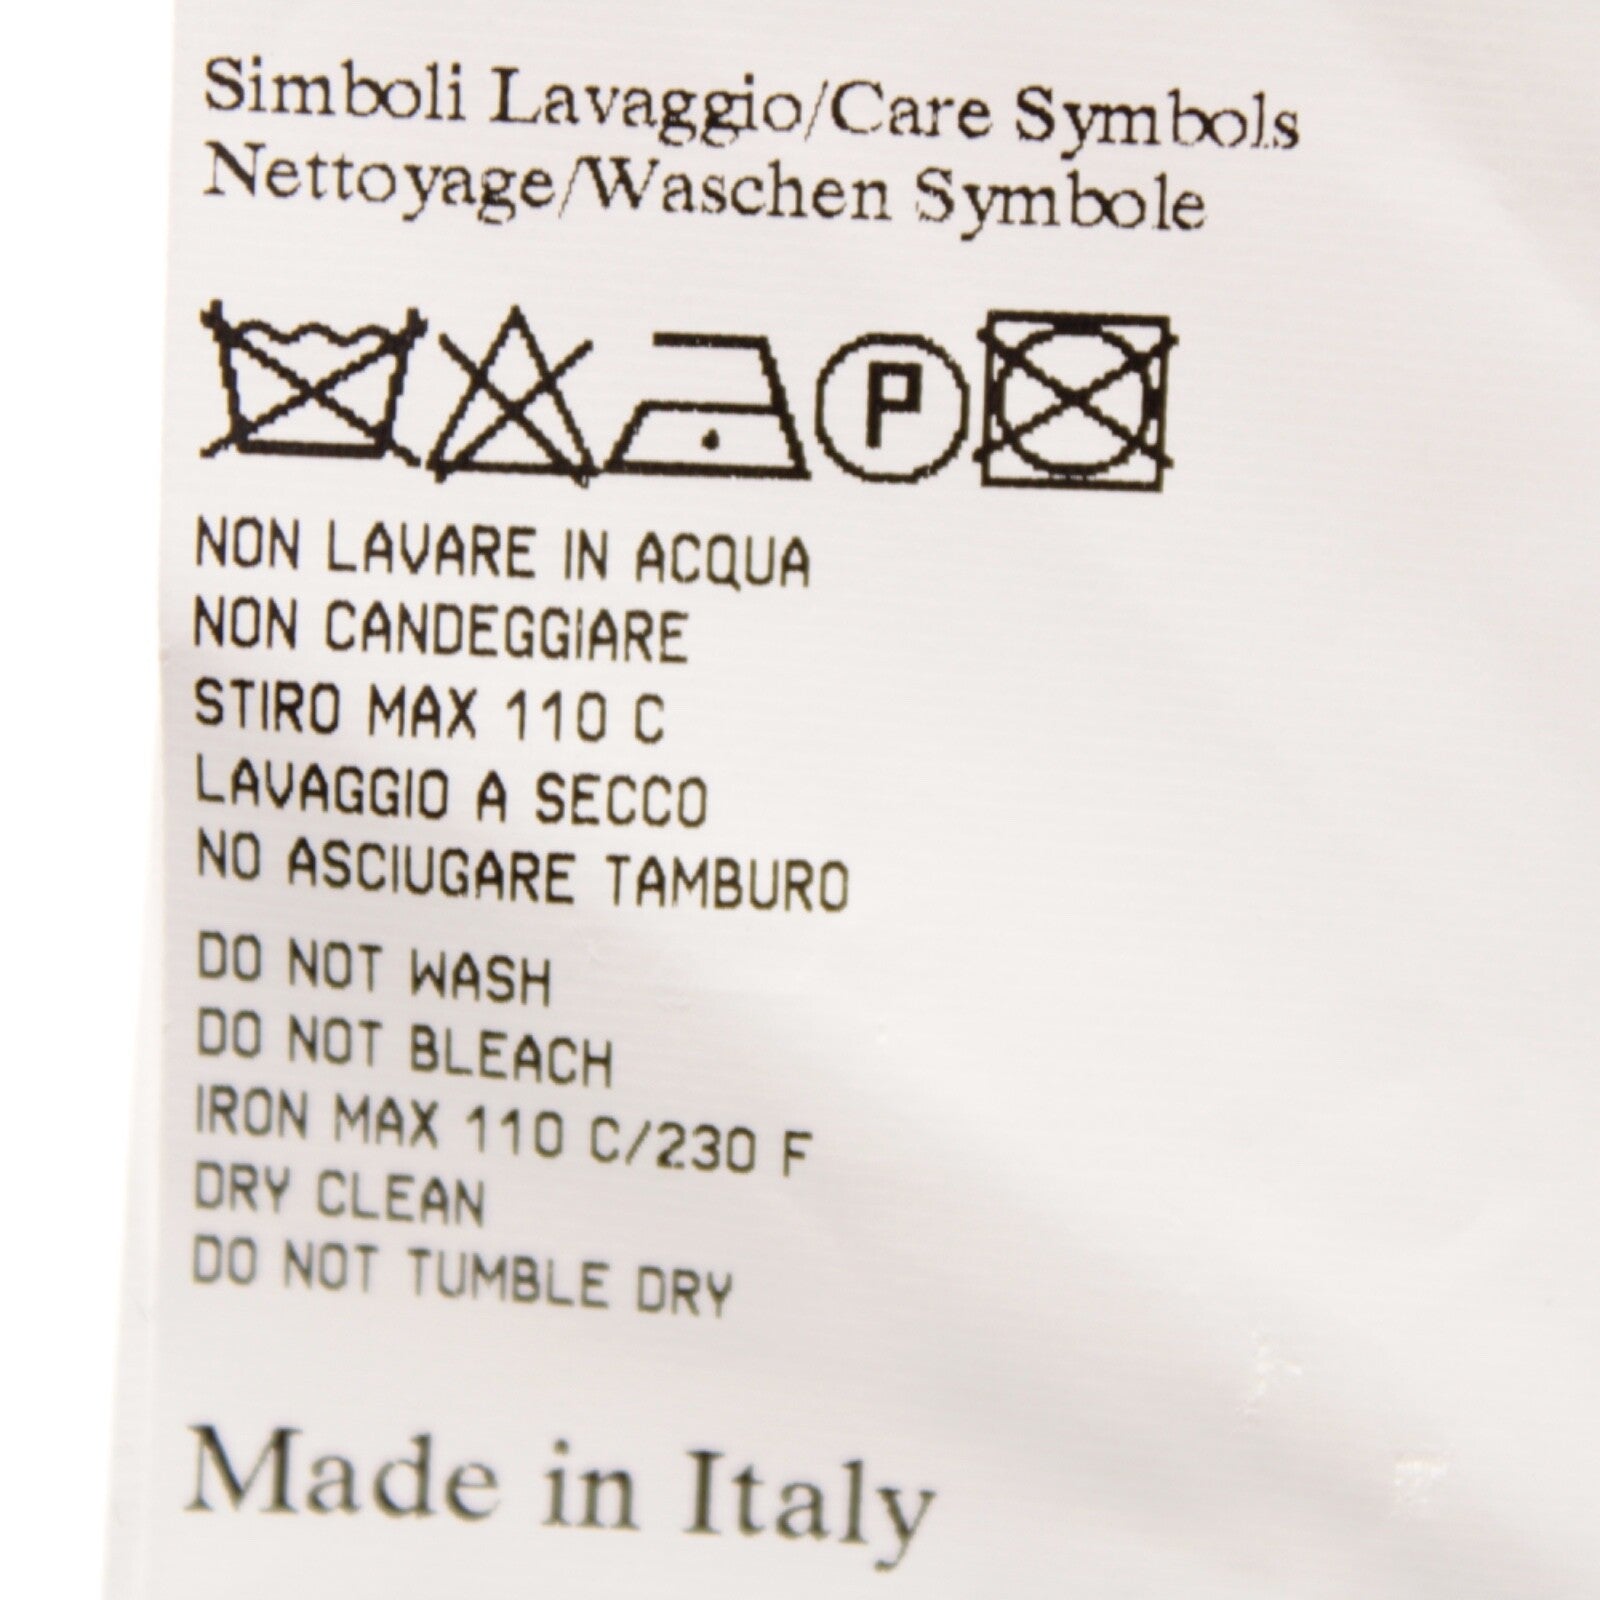 Simboli Lavaggio/Care Symbols
Nettoyage/Waschen Symbole
P
NON LAVARE IN ACQUA
NON CANDEGGIARE
STIRO MAX 110 C
LAVAGGIO A SECCO
NO ASCIUGARE TAMBURO
DO NOT WASH
DO NOT BLEACH
IRON MAX 110 C/230 F
DRY CLEAN
DO NOT TUMBLE DRY
Made in Italy